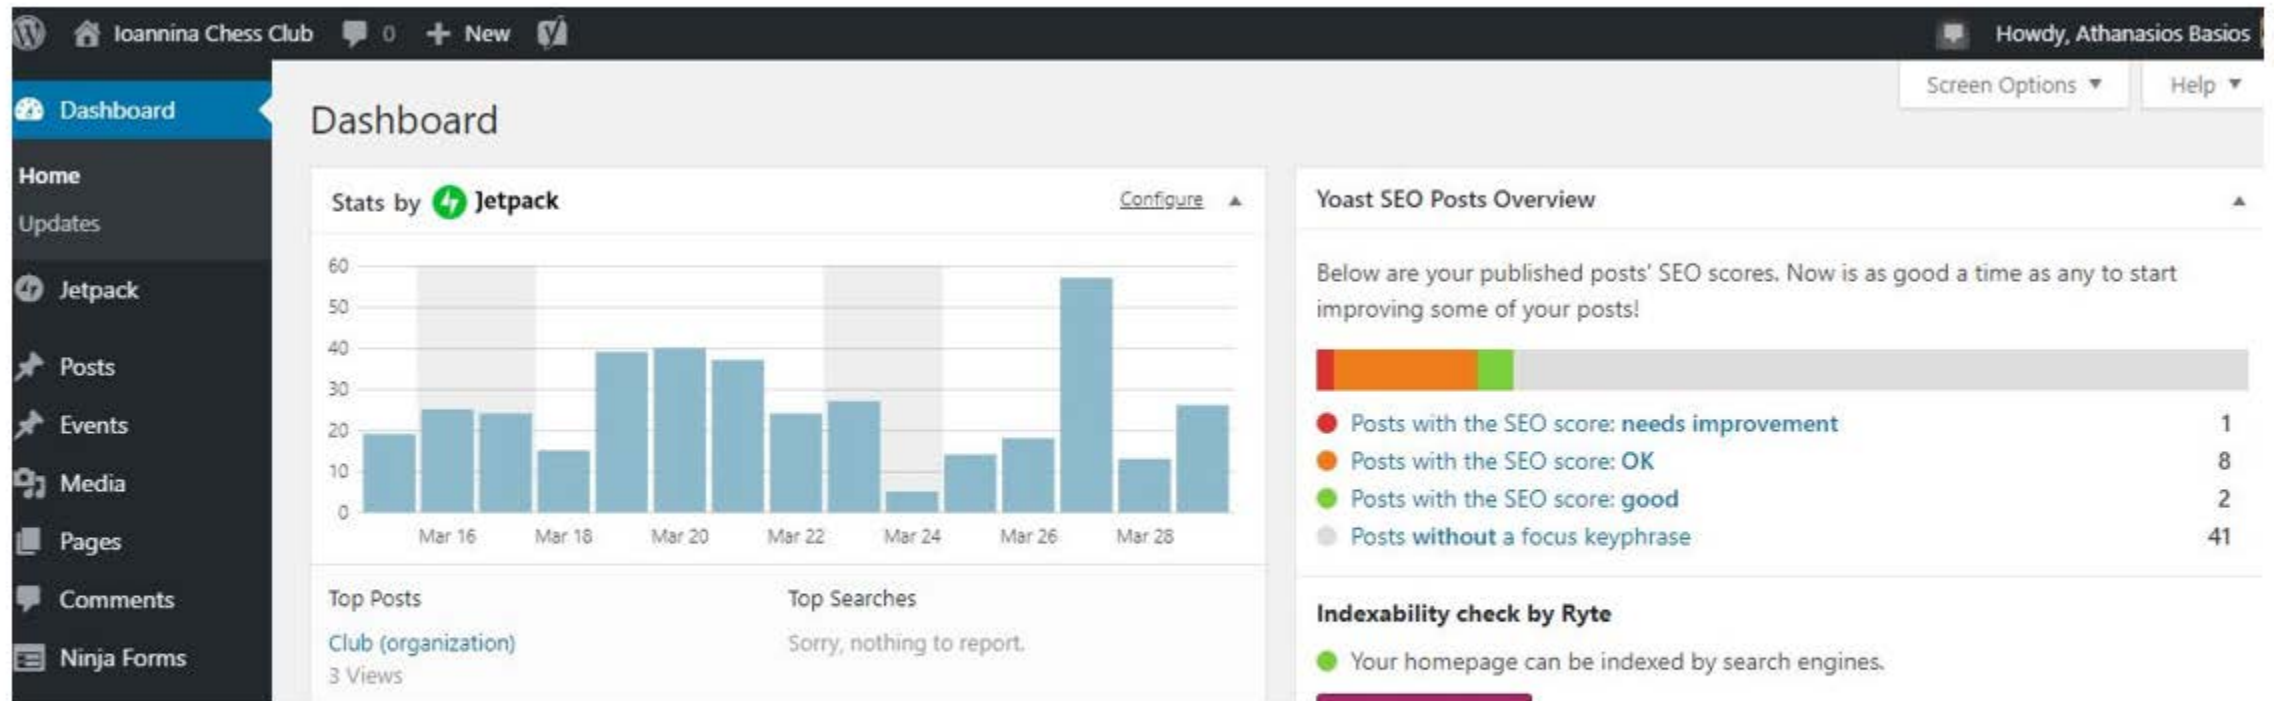 Ioannina Chess Club 0 New
Howdy, Athanasios Basios
Dashboard
Home
Updates
Jetpack
Posts
Events
Media
Pages
Comments
Ninja Forms
Screen Options
Help
Dashboard
Stats by Jetpack
Configure
60
50
40
30
20
10
0
Mar 16 Mar 18 Mar 20 Mar 22 Mar 24 Mar 26 Mar 28
Top Posts
Club (organization)
3 Views
Top Searches
Sorry, nothing to report.
Yoast SEO Posts Overview
Below are your published posts' SEO scores. Now is as good a time as any to start
improving some of your posts!
Posts with the SEO score: needs improvement 1
Posts with the SEO score: OK 8
Posts with the SEO score: good 2
Posts without a focus keyphrase 41
Indexability check by Ryte
Your homepage can be indexed by search engines.